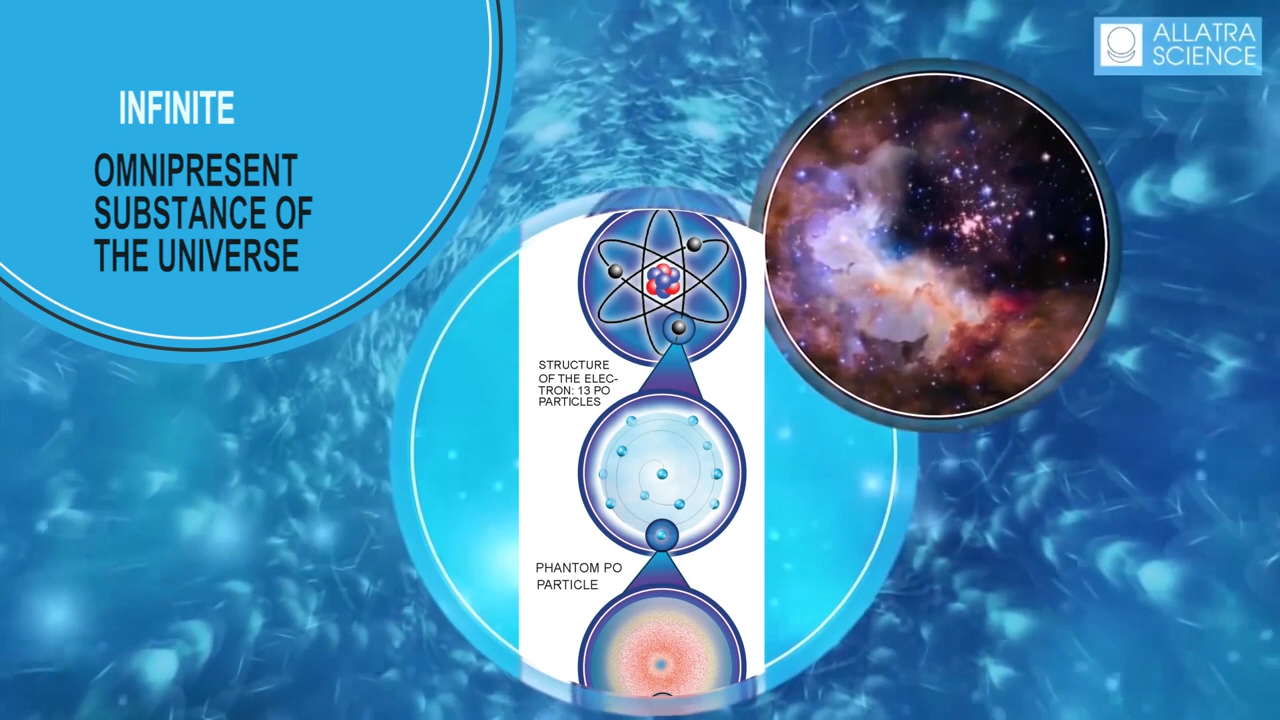 INFINITE
OMNIPRESENT
SUBSTANCE OF
THE UNIVERSE
ALLATRA
SCIENCE
STRUCTURE
OF THE ELEC-
TRON: 13 PO
PARTICLES
PHANTOM PO
PARTICLE